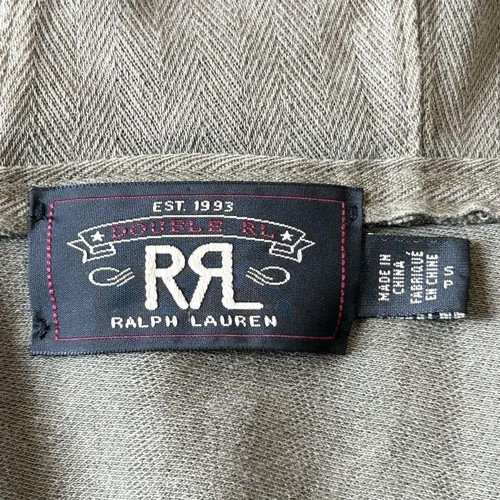 EST. 1993
DOUBLE RL
RRL
RALPH LAUREN
MADE IN
CHINA
FABRIQUÉ
EN CHINE
S
P